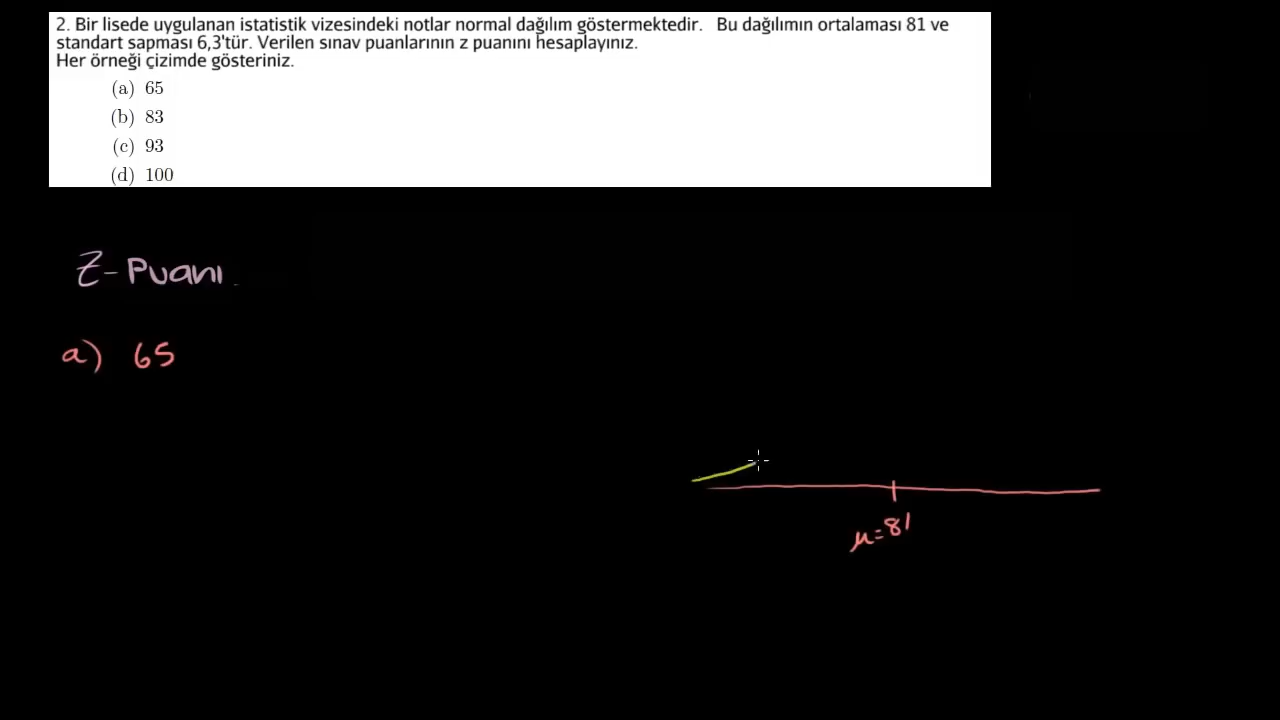 2. Bir lisede uygulanan istatistik vizesindeki notlar normal dağılım göstermektedir. Bu dağılımın ortalaması 81 ve
standart sapması 6,3'tür. Verilen sınav puanlarının z puanını hesaplayınız.
Her örneği çizimde gösteriniz.
(a) 65
(b) 83
(c) 93
(d) 100
Z-Puanı
a) 65
μ=81